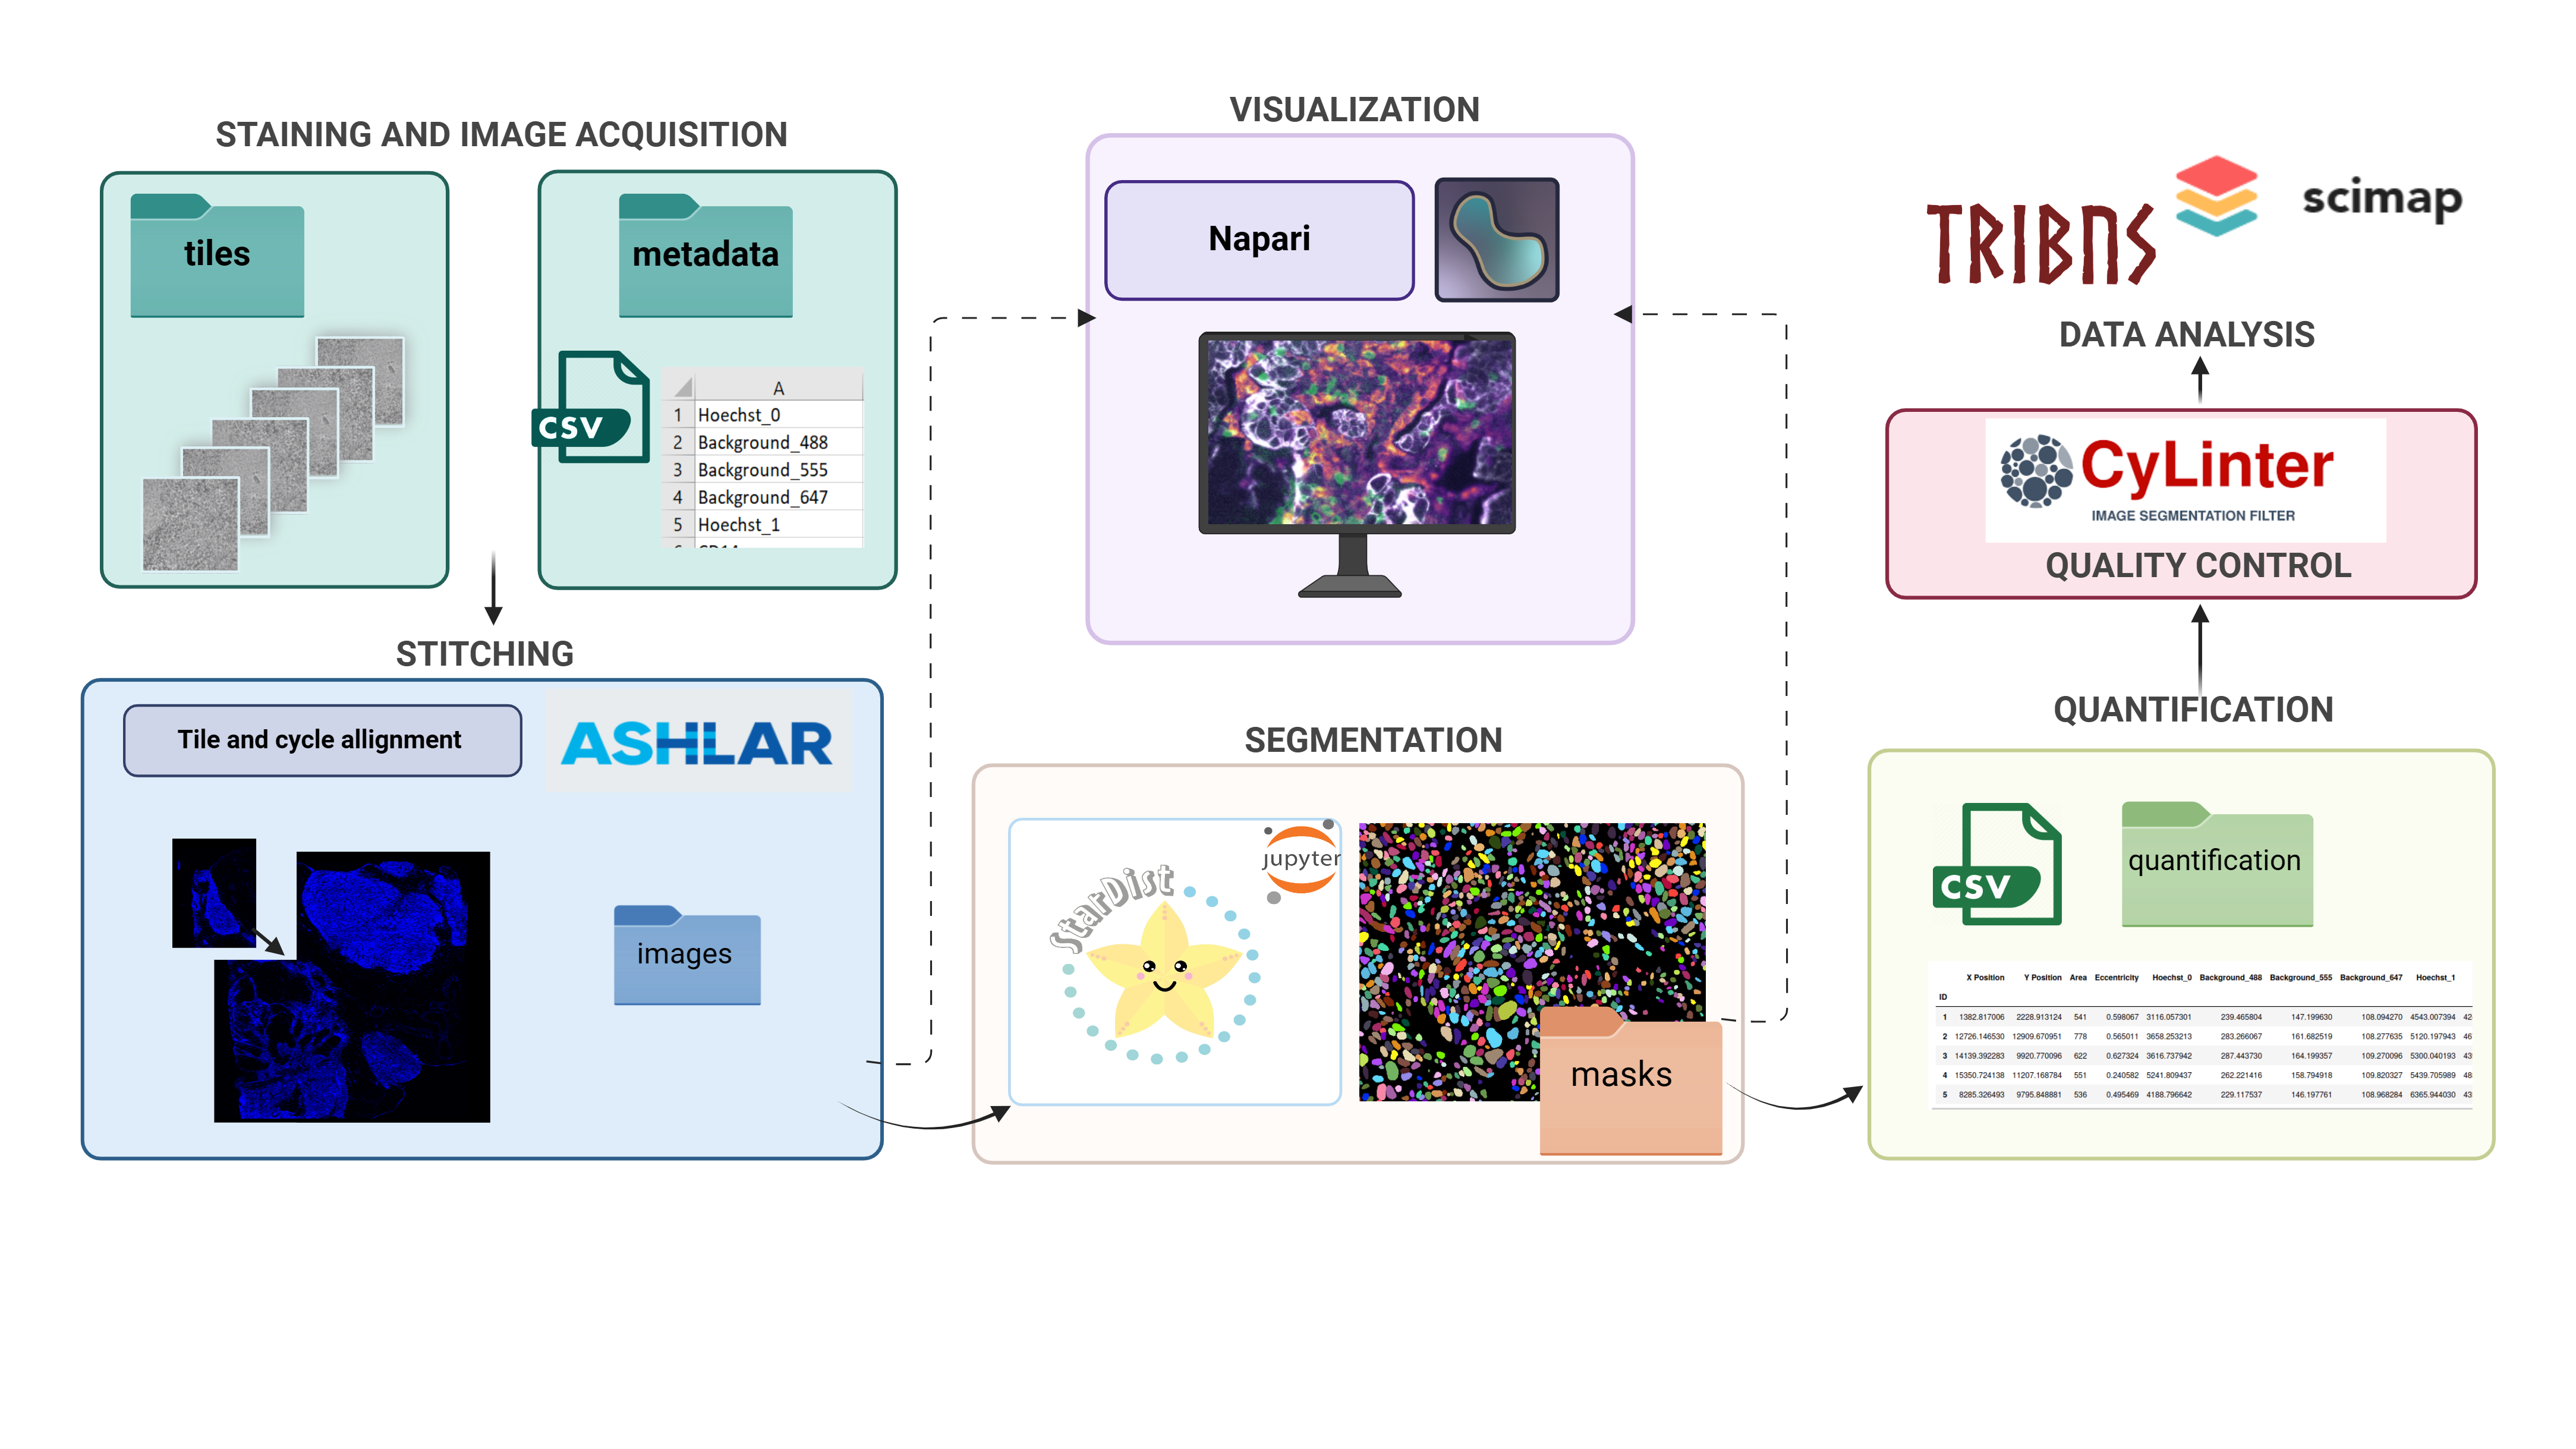 STAINING AND IMAGE ACQUISITION
tiles
metadada
CSV
A
1 Hoechst_0
2 Background_488
3 Background_555
4 Background_647
5 Hoechst_1
STITCHING
Tile and cycle allignment
ASHLAR
images
VISUALIZATION
Napari
SEGMENTATION
StarDist
jupyter
masks
TRIBUS
scimap
DATA ANALYSIS
CyLinter
IMAGE SEGMENTATION FILTER
QUALITY CONTROL
QUANTIFICATION
CSV
quantification
X Position Y Position Area Eccentricity Hoechst_0 Background_488 Background_555 Background_647 Hoechst_1
ID
1 1382.817006 2228.913124 541 0.598067 3116.057301 239.465804 147.199630 108.094270 4543.007394 42
2 12726.146530 12909.670951 778 0.565011 3658.253213 283.266067 161.682519 108.277635 5120.197943 46
3 14139.392283 9920.770096 622 0.627324 3616.737942 287.443730 164.199357 109.270096 5300.040193 43
4 15350.724138 11207.168784 551 0.240582 5241.809437 262.221416 158.794918 109.820327 5439.705989 48
5 8285.326493 9795.848881 536 0.495469 4188.796642 229.117537 146.197761 108.968284 6365.944030 43